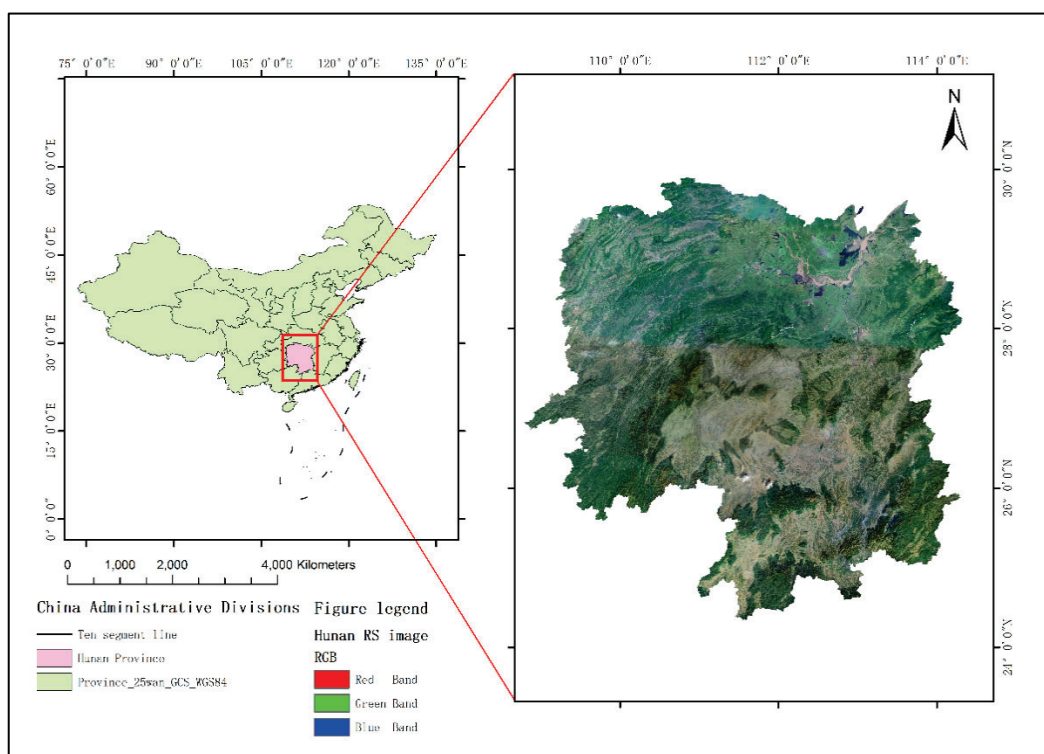 75° 0′0″E 90° 0′0″E 105° 0′0″E 120° 0′0″E 135° 0′0″E
60° 0′0″E
45° 0′0″E
30° 0′0″E
15° 0′0″E
0° 0′0″
110° 0′0″E 112° 0′0″E 114° 0′0″E
N
30° 0′0″N
28° 0′0″N
26° 0′0″N
24° 0′0″N
0 1,000 2,000 4,000 Kilometers
China Administrative Divisions
Ten segment line
Hunan Province
Province_25wan_GCS_WGS84
Figure legend
Hunan RS image
RGB
Red Band
Green Band
Blue Band